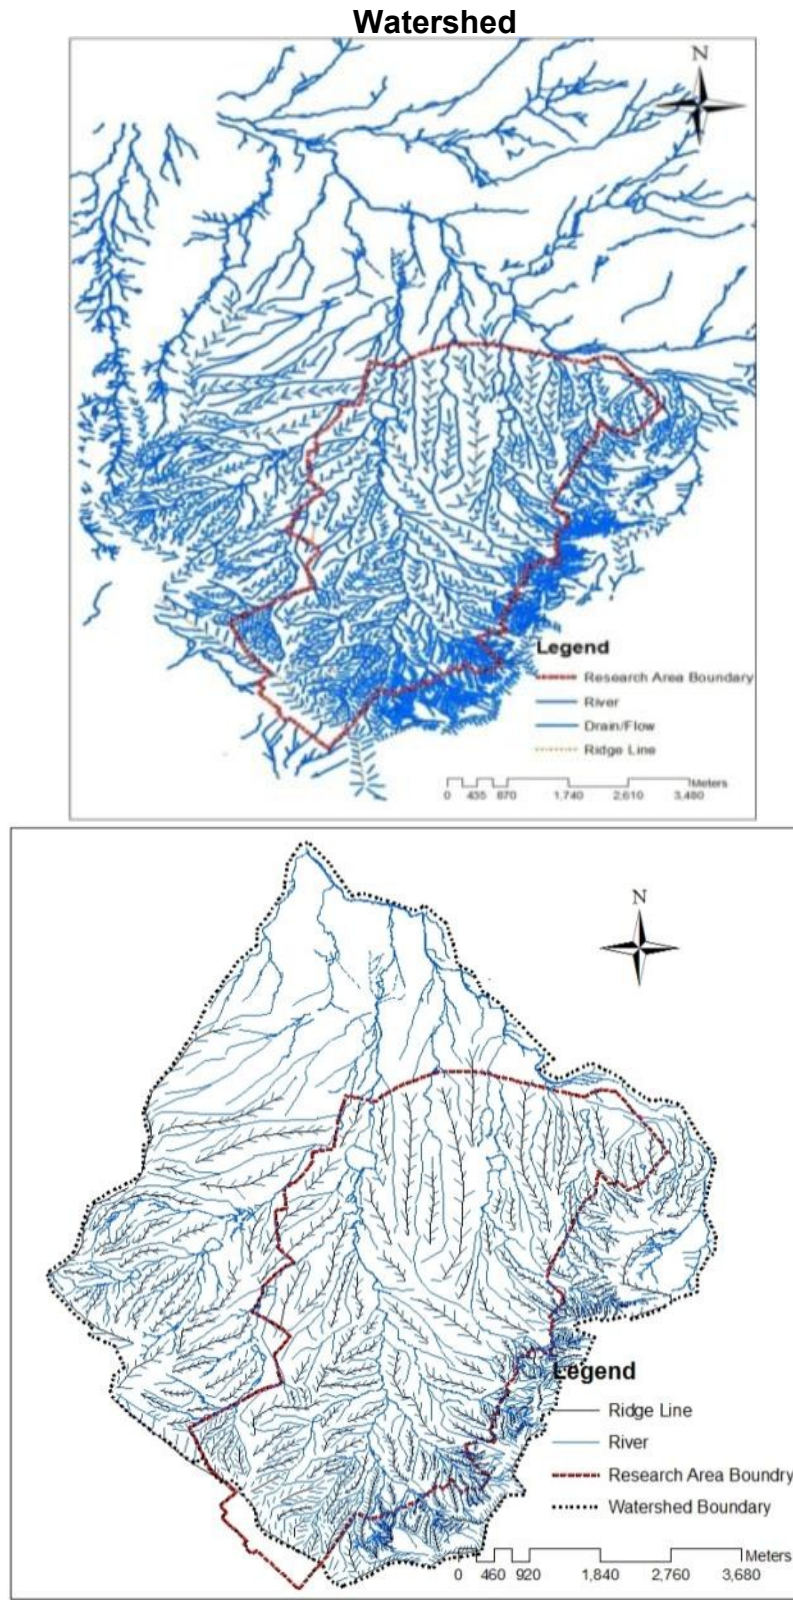 Watershed
N
Legend
Research Area Boundary
River
Drain/Flow
Ridge Line
Meters
0 435 870 1,740 2,610 3,480
N
Legend
Ridge Line
River
Research Area Boundry
Watershed Boundary
Meters
0 460 920 1,840 2,760 3,680